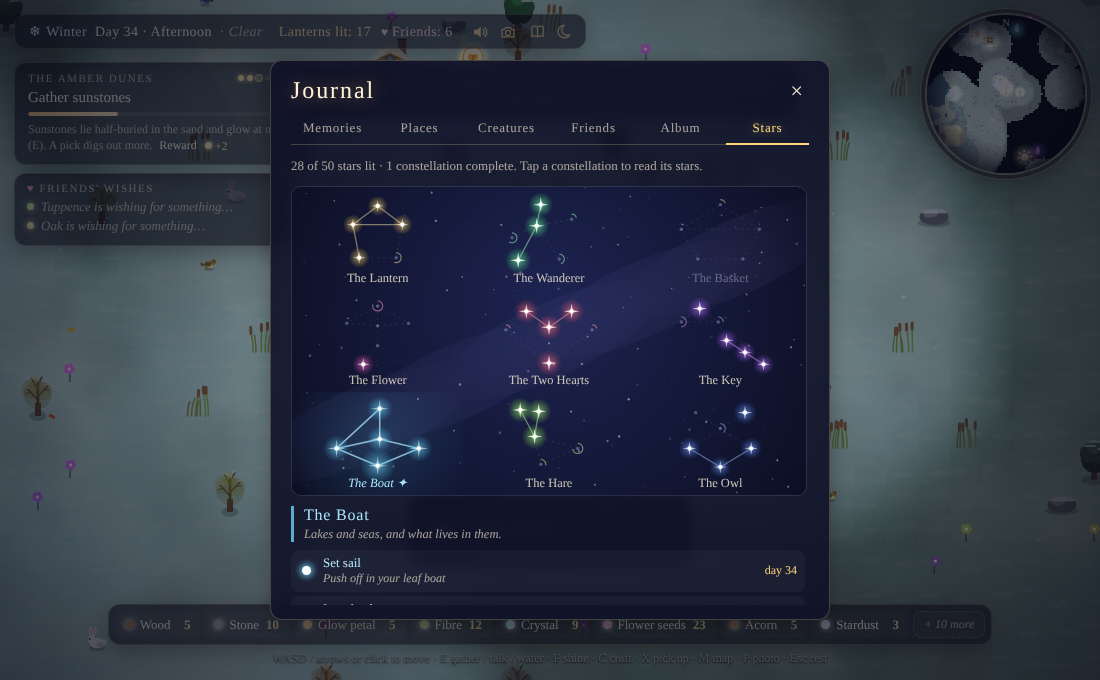 Winter Day 34 · Afternoon · Clear Lanterns lit: 17 ♥ Friends: 6
N
THE AMBER DUNES
Gather sunstones
Sunstones lie half-buried in the sand and glow at
(E). A pick digs out more. Reward +2
♥ FRIENDS' WISHES
Tuppence is wishing for something…
Oak is wishing for something…
Journal
×
Memories Places Creatures Friends Album Stars
28 of 50 stars lit · 1 constellation complete. Tap a constellation to read its stars.
The Lantern The Wanderer The Basket
The Flower The Two Hearts The Key
The Boat ✦ The Hare The Owl
The Boat
Lakes and seas, and what lives in them.
Set sail
Push off in your leaf boat
day 34
Wood 5 Stone 10 Glow petal 5 Fibre 12 Crystal 9 Flower seeds 23 Acorn 5 Stardust 3 + 10 more
WASD / arrows or click to move · E gather / talk / water · F shine · C craft · X pick up · M map · P photo · Esc rest